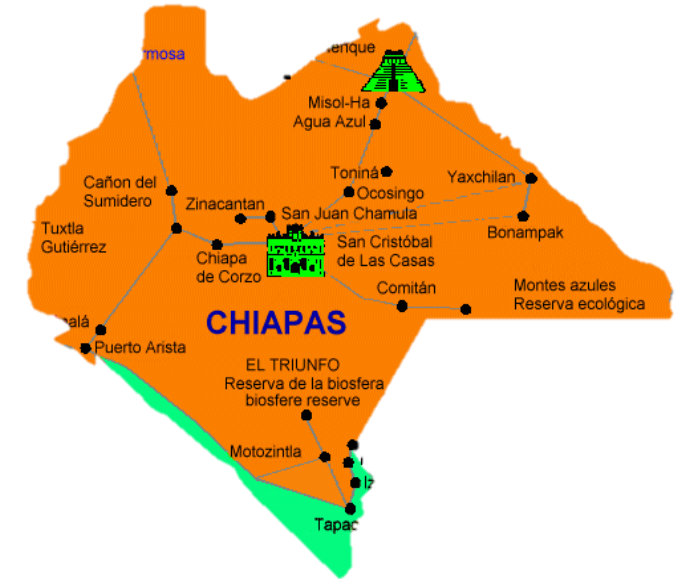 rmosa
enque
Misol-Ha
Agua Azul
Toniná
Ocosingo
Yaxchilan
Cañon del
Sumidero
Zinacantan
San Juan Chamula
Bonampak
Tuxtla
Gutiérrez
San Cristóbal
de Las Casas
Chiapa
de Corzo
Comitán
Montes azules
Reserva ecológica
CHIAPAS
alá
Puerto Arista
EL TRIUNFO
Reserva de la biosfera
biosfere reserve
Motozintla
Iz
Tapac